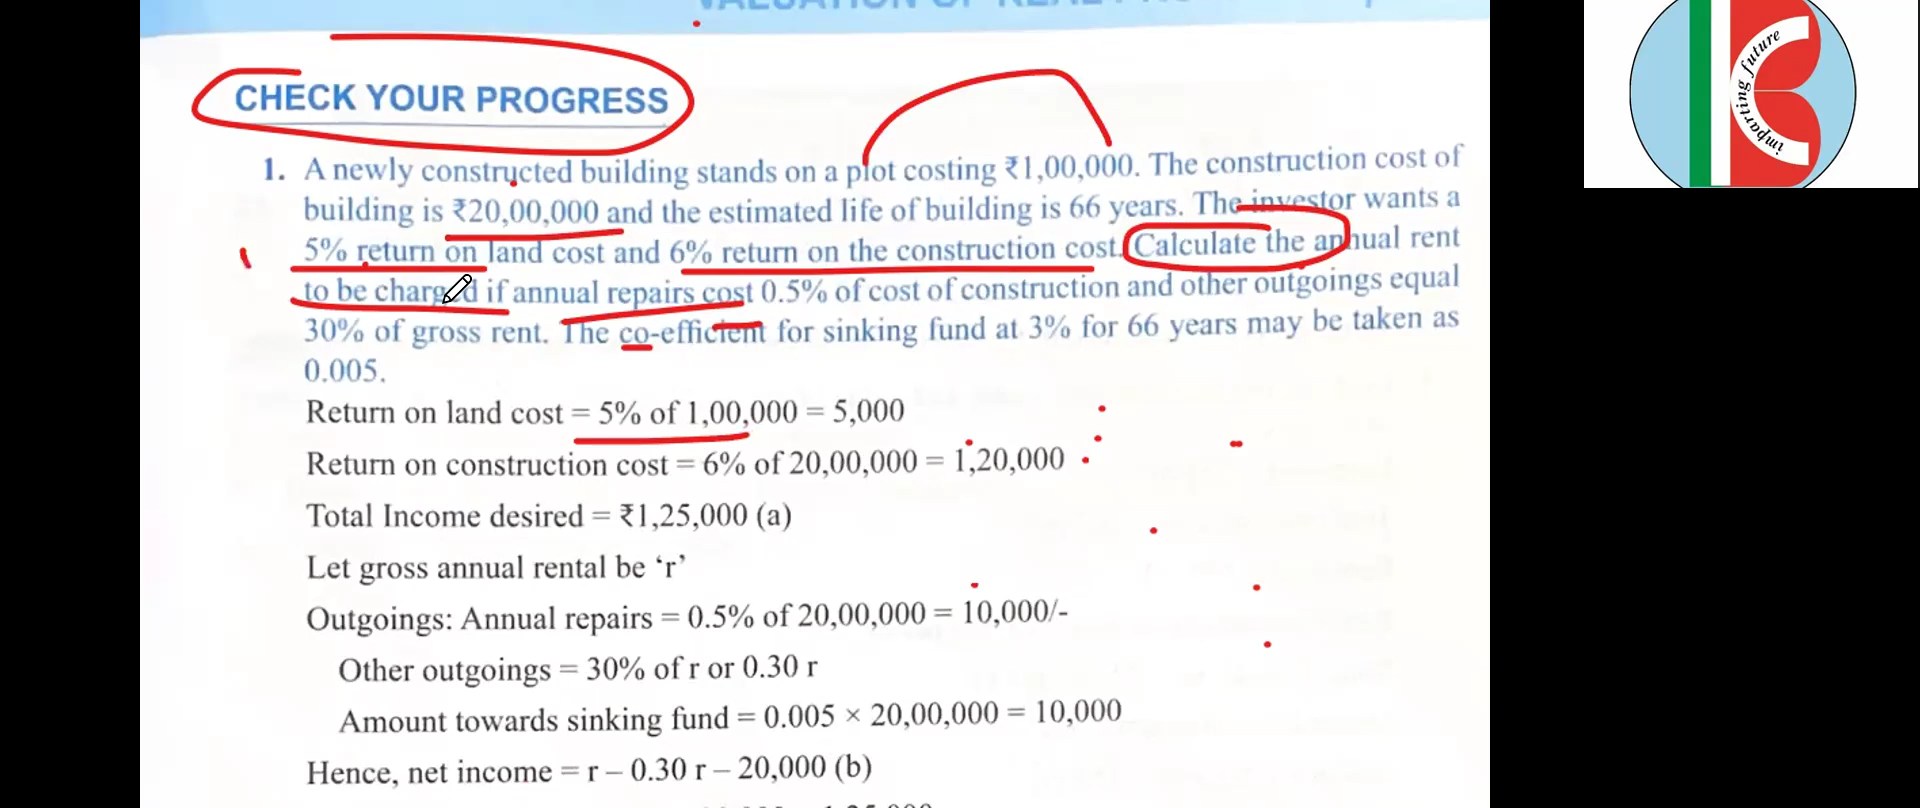 CHECK YOUR PROGRESS
1. A newly constructed building stands on a plot costing ₹1,00,000. The construction cost of
building is ₹20,00,000 and the estimated life of building is 66 years. The investor wants a
5% return on land cost and 6% return on the construction cost. Calculate the annual rent
to be charged if annual repairs cost 0.5% of cost of construction and other outgoings equal
30% of gross rent. The co-efficient for sinking fund at 3% for 66 years may be taken as
0.005.
Return on land cost = 5% of 1,00,000 = 5,000
Return on construction cost = 6% of 20,00,000 = 1,20,000
Total Income desired = ₹1,25,000 (a)
Let gross annual rental be ‘r’
Outgoings: Annual repairs = 0.5% of 20,00,000 = 10,000/-
Other outgoings = 30% of r or 0.30 r
Amount towards sinking fund = 0.005 × 20,00,000 = 10,000
Hence, net income = r – 0.30 r – 20,000 (b)
imparting future